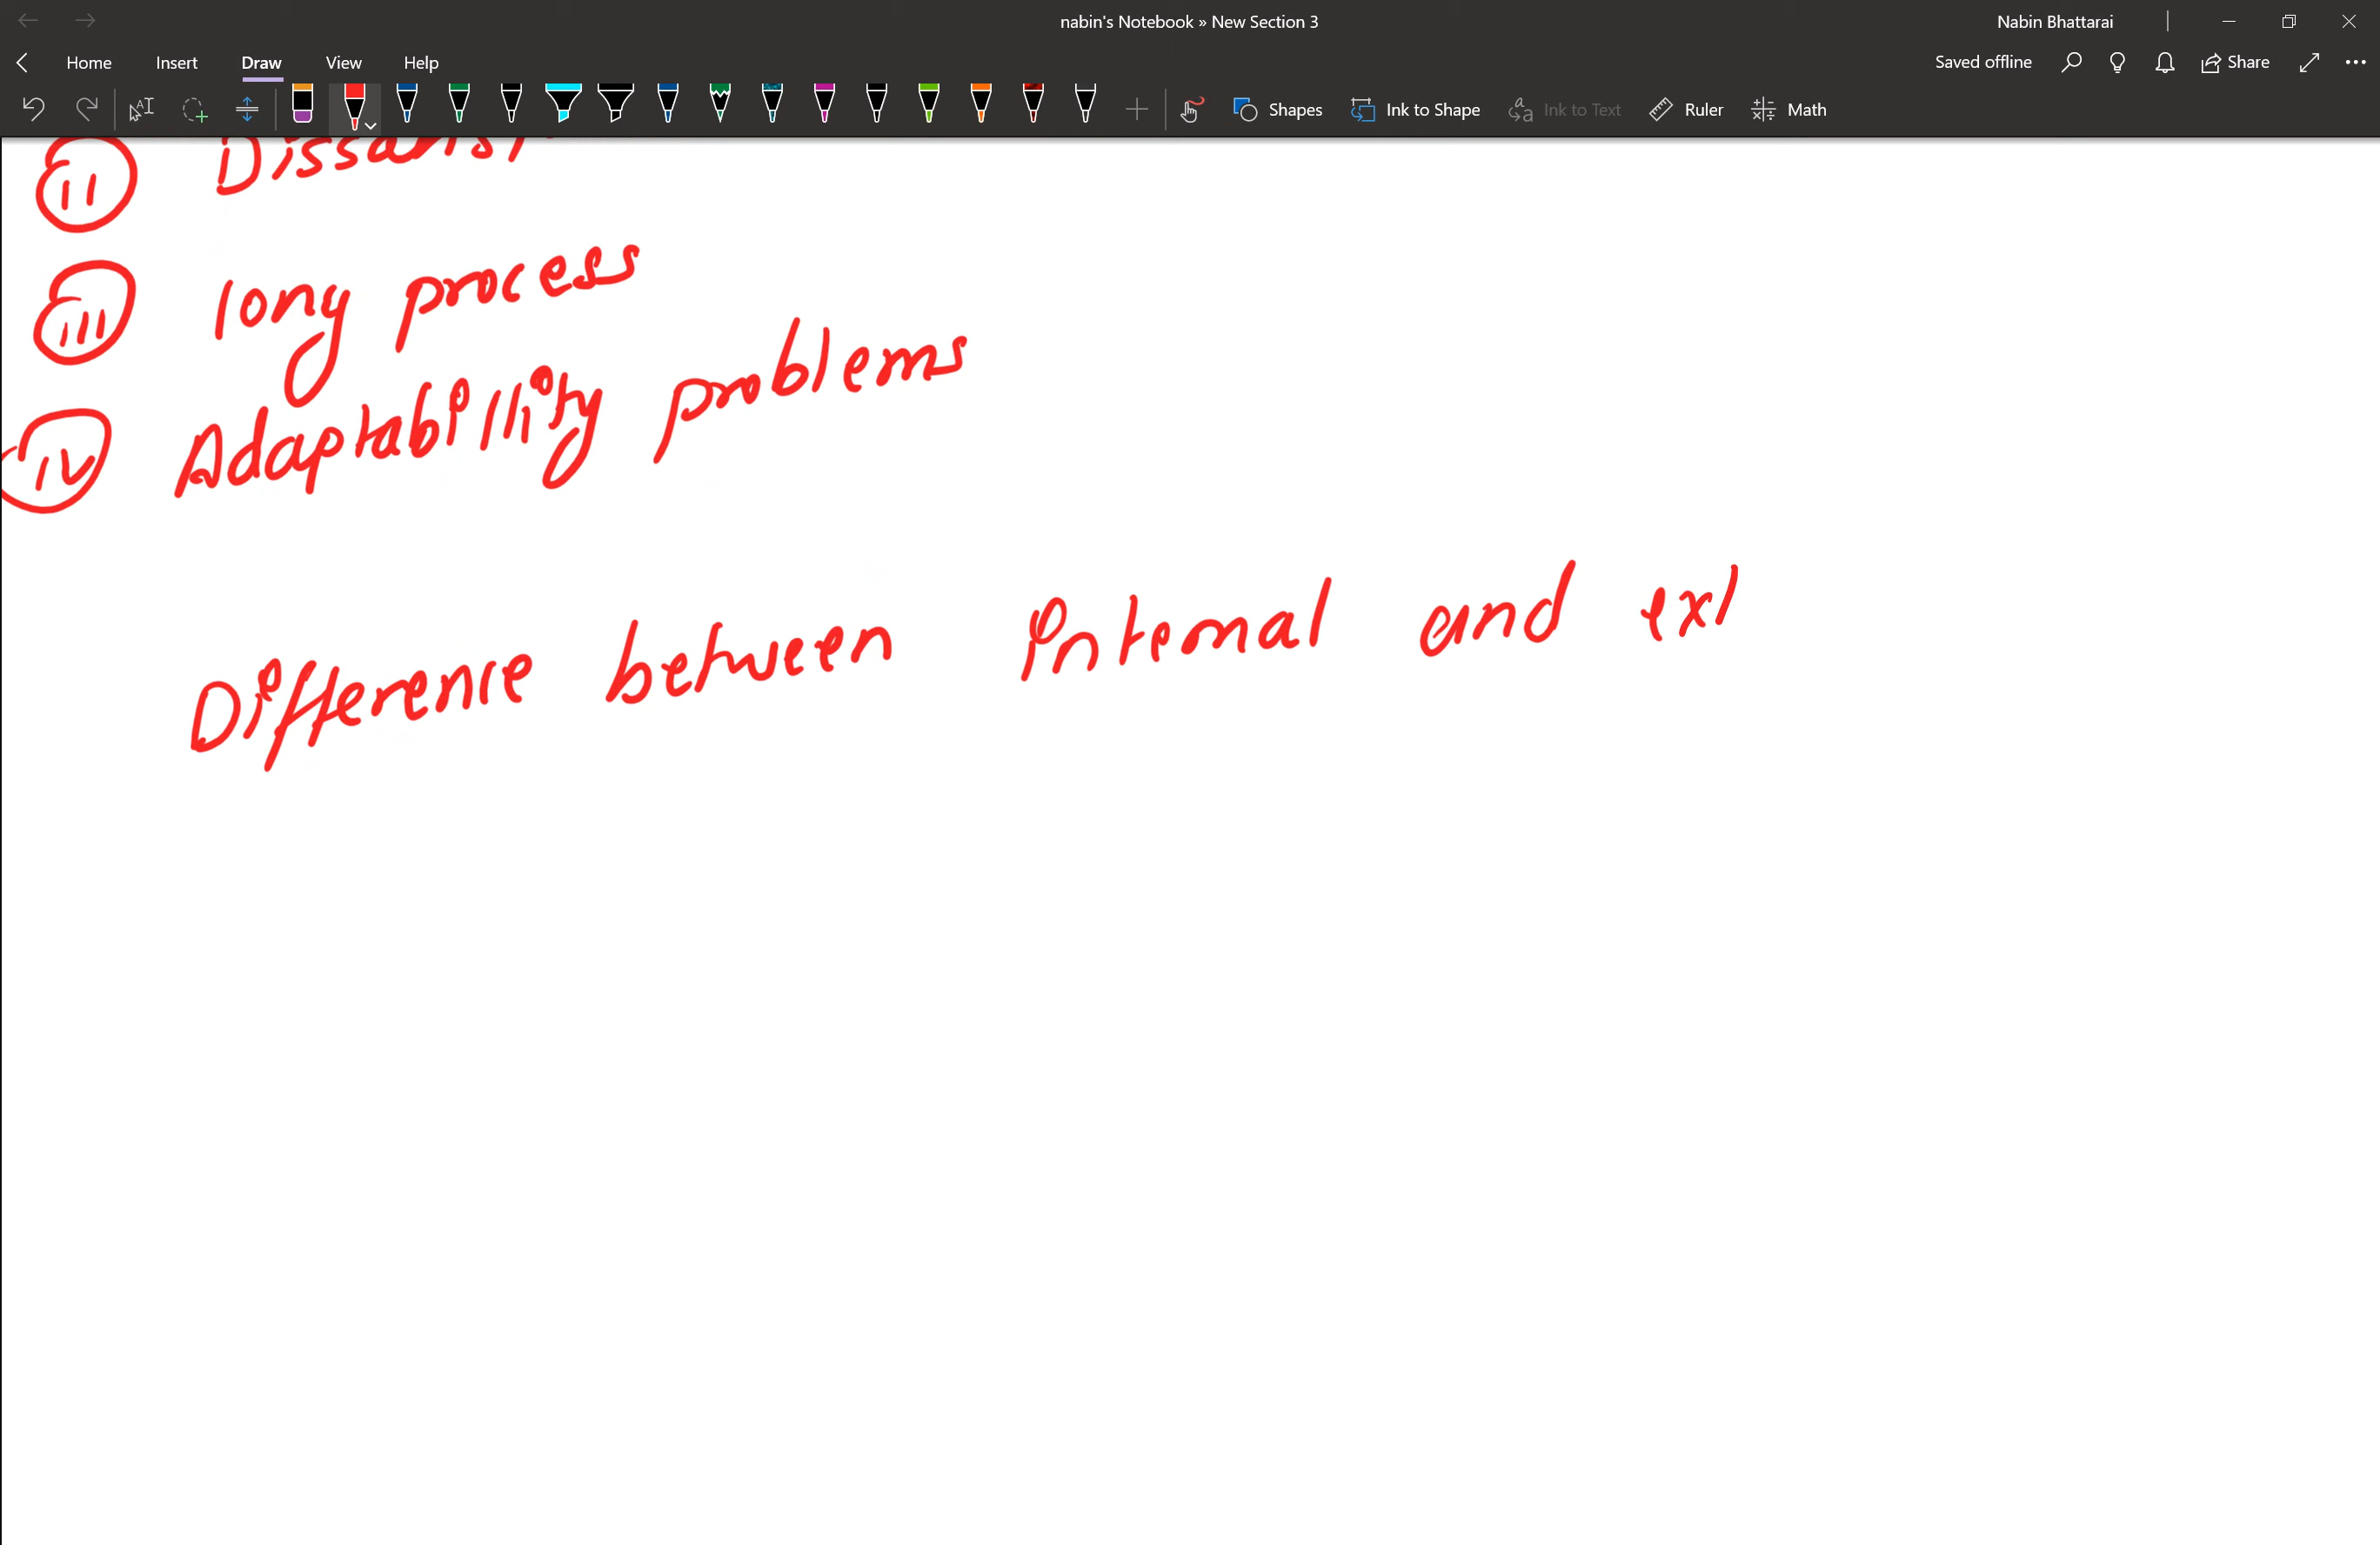 nabin's Notebook » New Section 3
Nabin Bhattarai
Home Insert Draw View Help
Saved offline
Share
Shapes Ink to Shape Ink to Text Ruler Math
ii
iii long process
iv Adaptabillity problems
Difference between Internal and ext